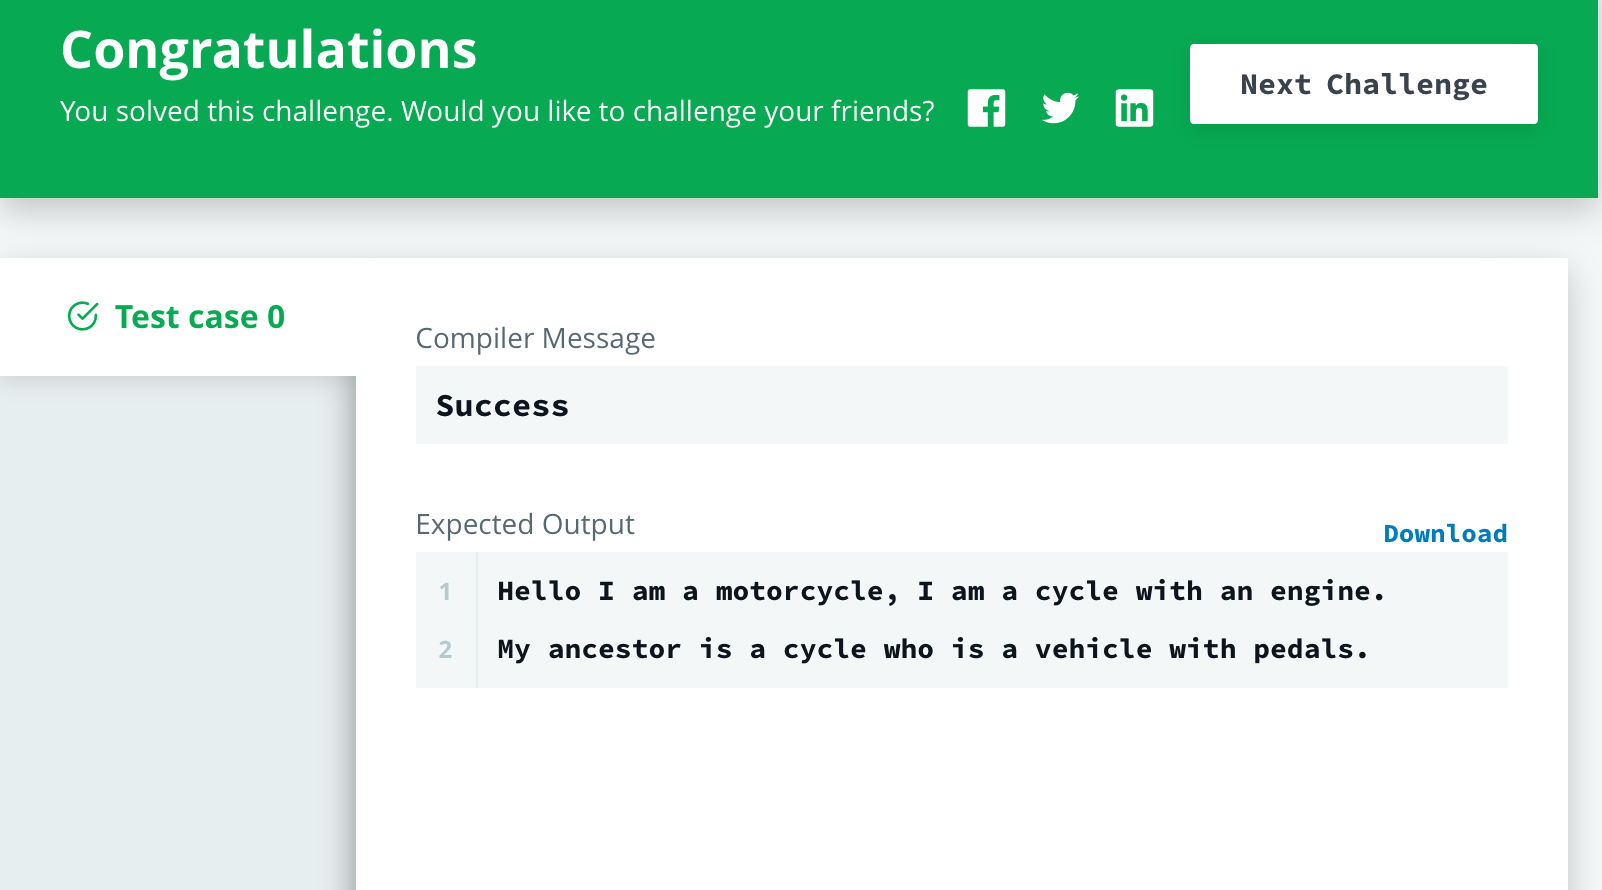 Congratulations
You solved this challenge. Would you like to challenge your friends?
Next Challenge
Test case 0
Compiler Message
Success
Expected Output
Download
1 Hello I am a motorcycle, I am a cycle with an engine.
2 My ancestor is a cycle who is a vehicle with pedals.